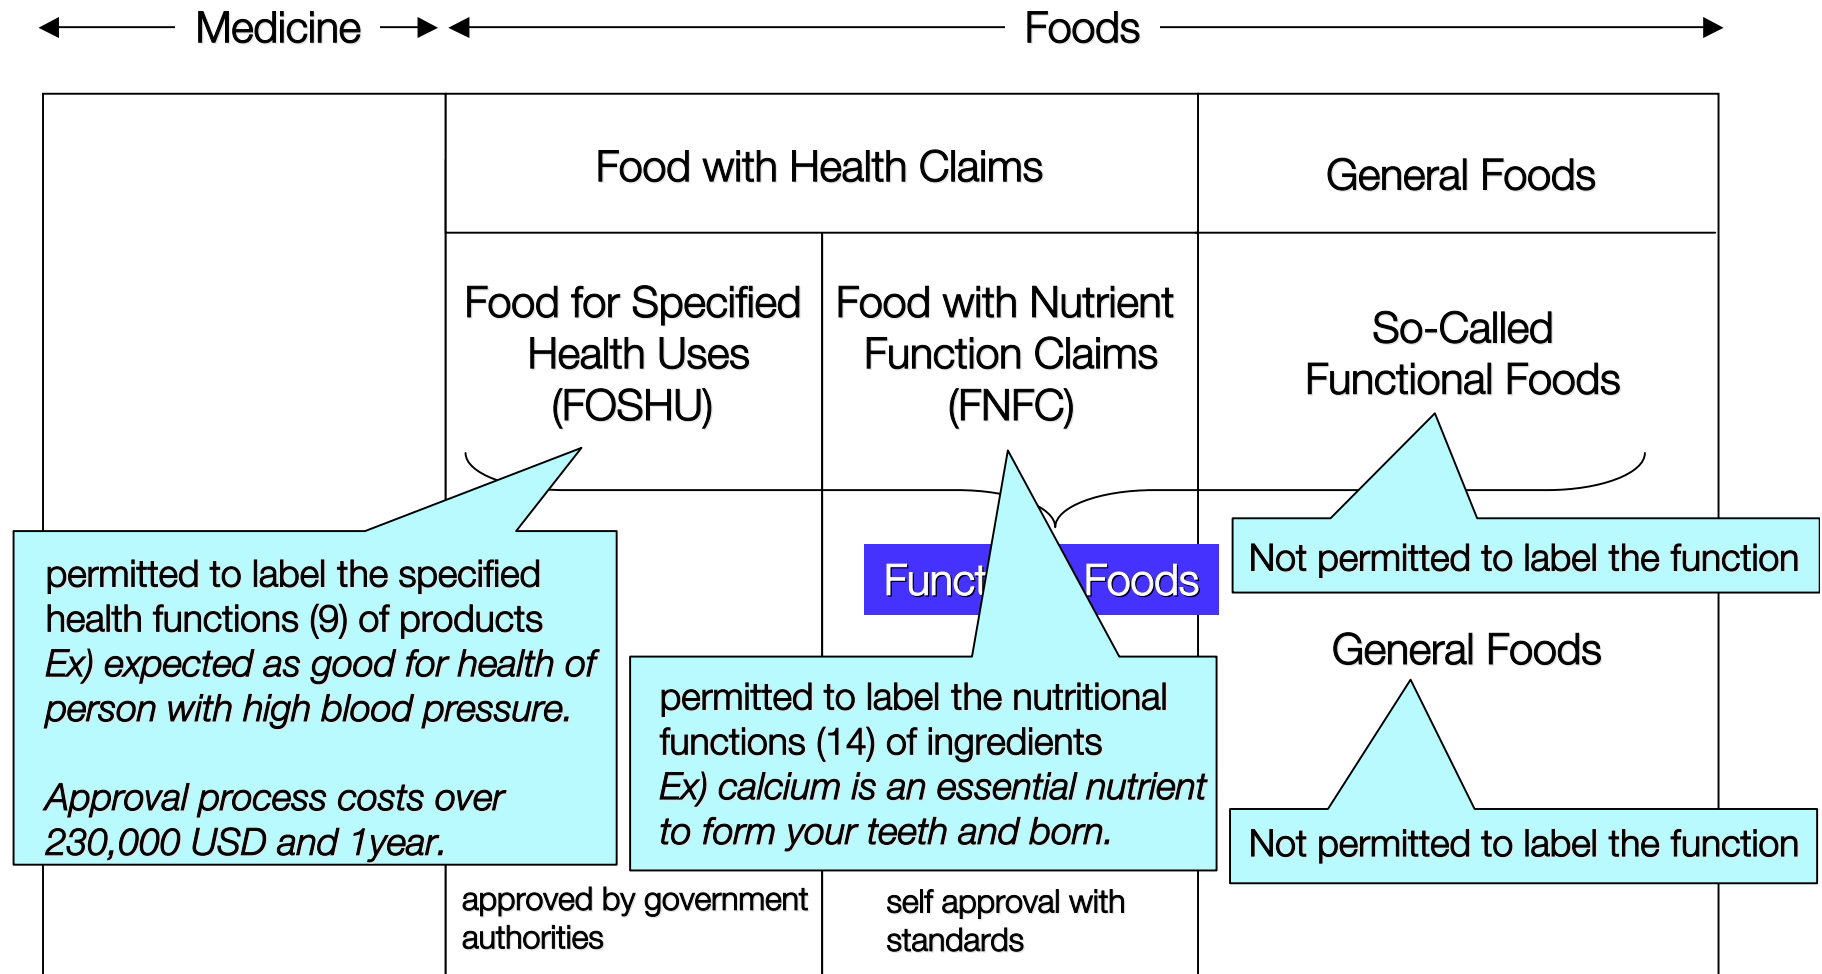 Medicine
Foods
Food with Health Claims
General Foods
Food for Specified
Health Uses
(FOSHU)
Food with Nutrient
Function Claims
(FNFC)
So-Called
Functional Foods
permitted to label the specified
health functions (9) of products
Ex) expected as good for health of
person with high blood pressure.
Approval process costs over
230,000 USD and 1year.
Funct Foods
permitted to label the nutritional
functions (14) of ingredients
Ex) calcium is an essential nutrient
to form your teeth and born.
Not permitted to label the function
General Foods
Not permitted to label the function
approved by government
authorities
self approval with
standards